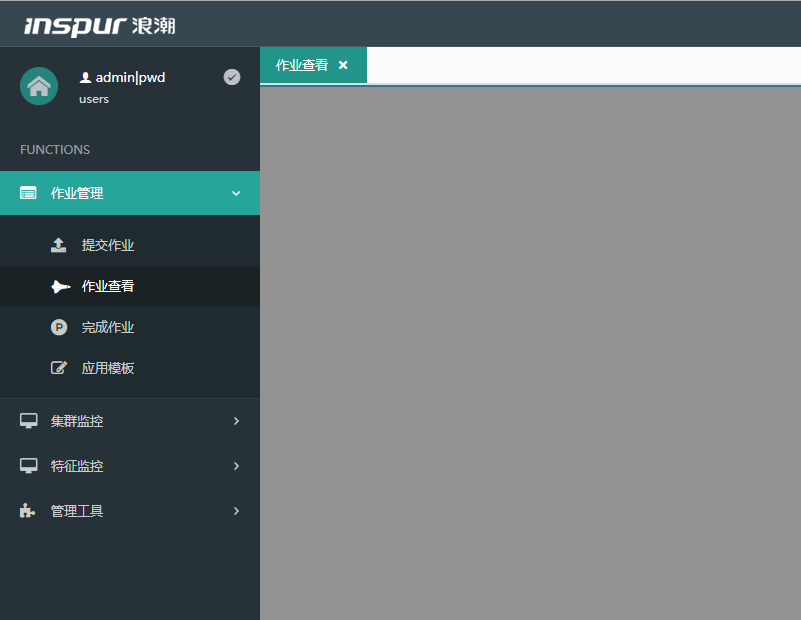 inspur 浪潮
作业查看
admin|pwd
users
FUNCTIONS
作业管理
提交作业
作业查看
P 完成作业
应用模板
集群监控
特征监控
管理工具